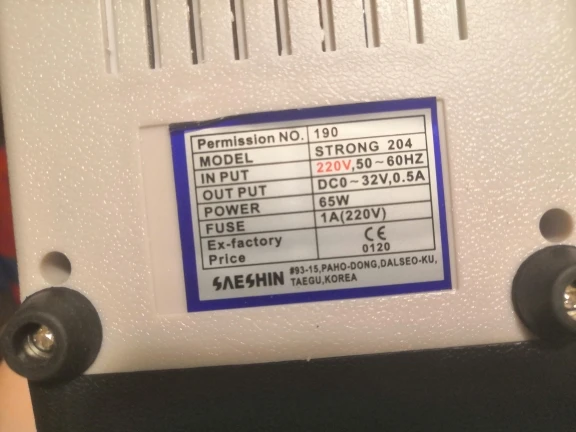 Permission NO. 190
MODEL STRONG 204
IN PUT 220V,50~60HZ
OUT PUT DC0~32V,0.5A
POWER 65W
FUSE 1A(220V)
Ex-factory Price CE 0120
SAESHIN #93-15,PAHO-DONG,DALSEO-KU,
TAEGU,KOREA